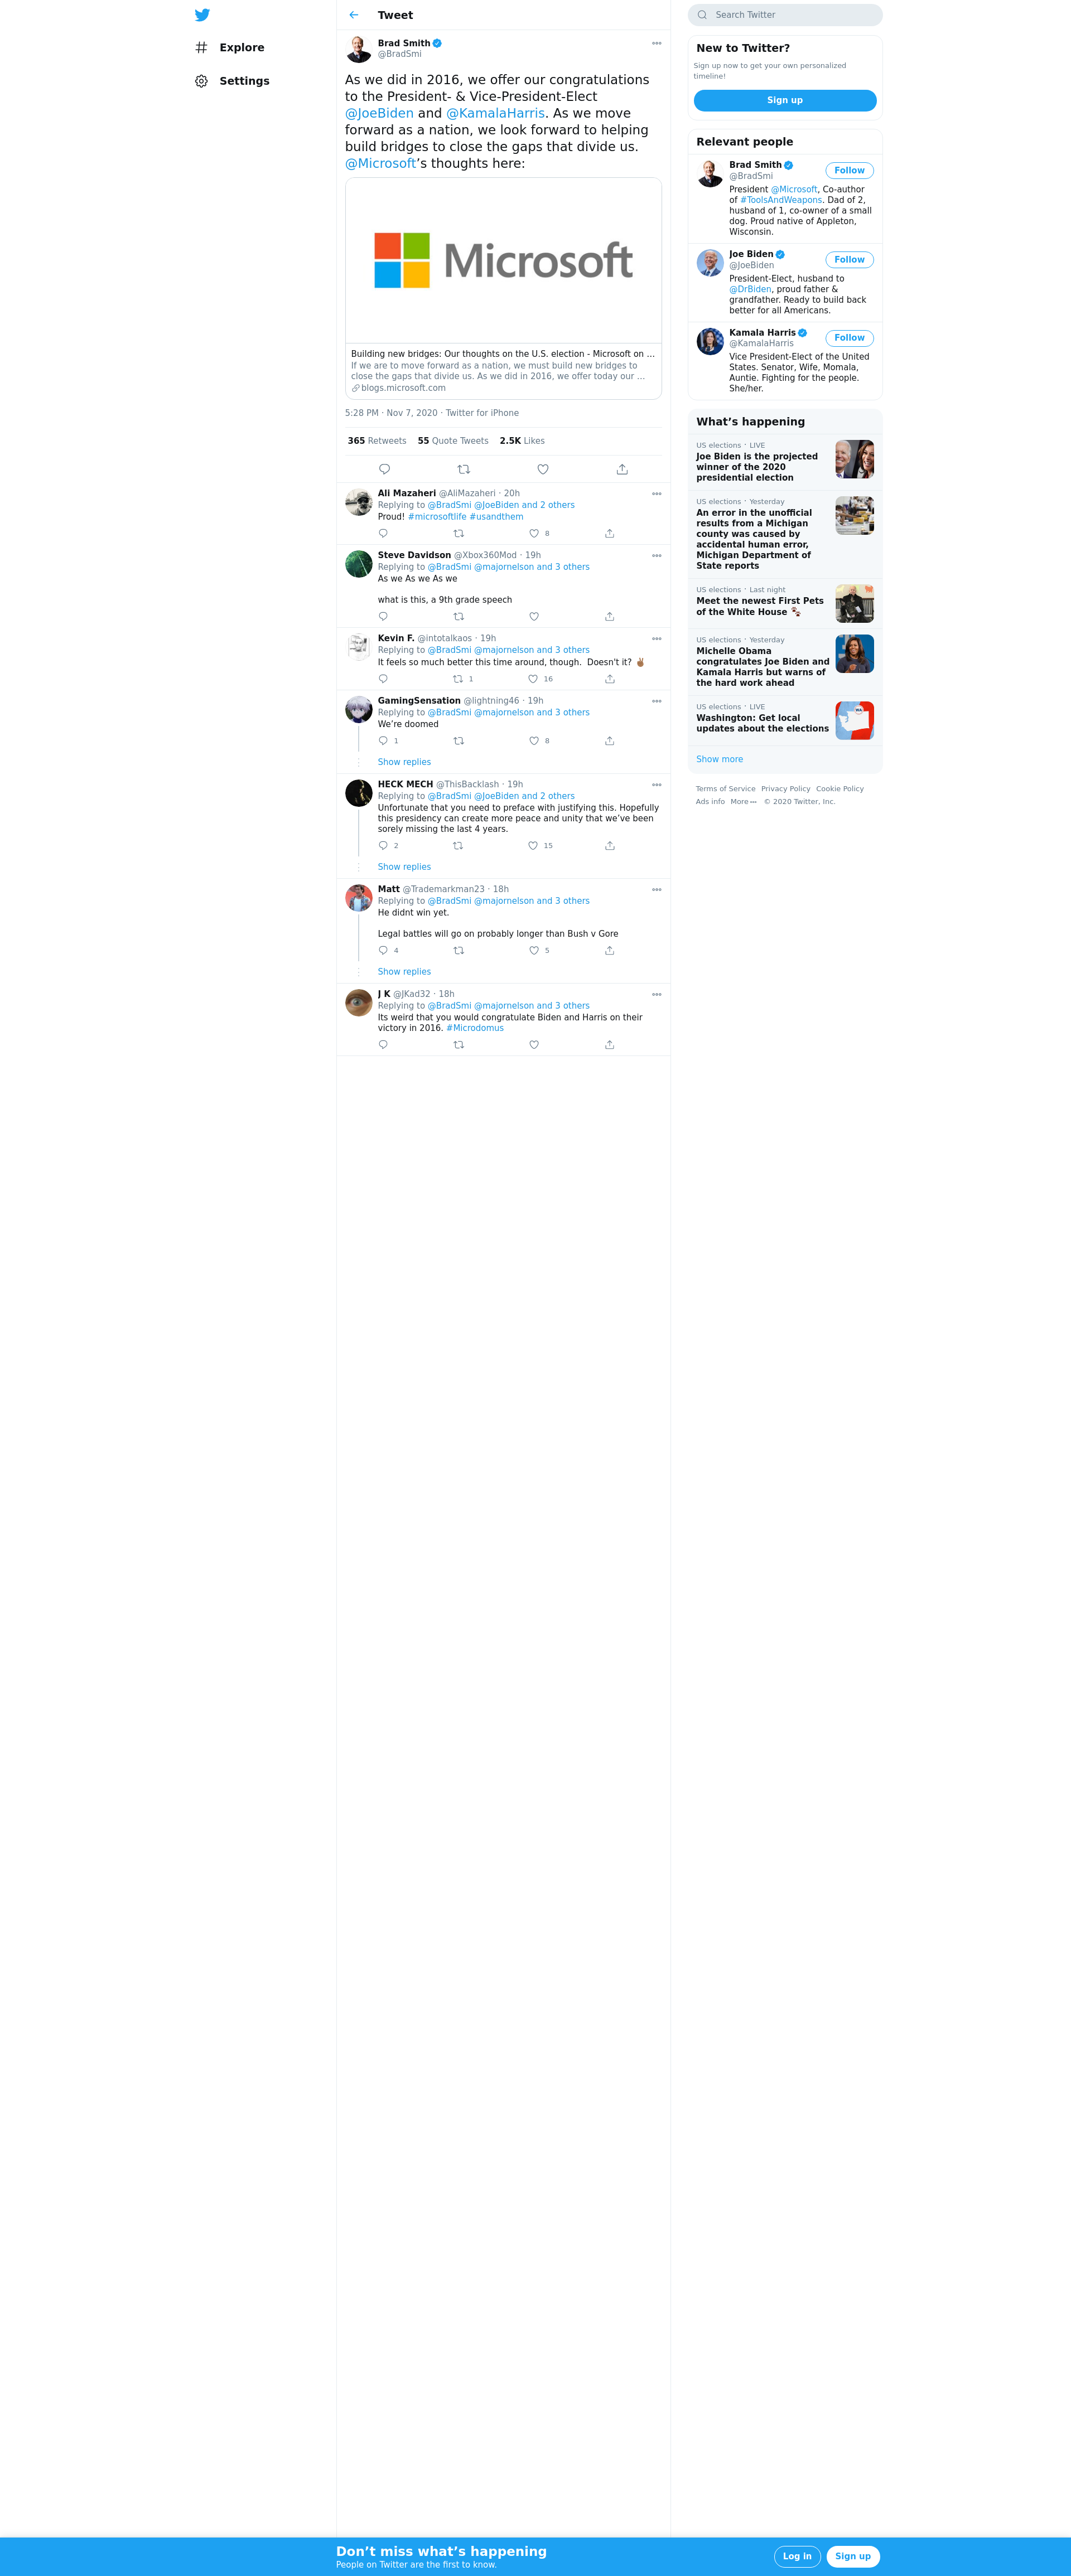 Explore
Settings
Tweet
Brad Smith
@BradSmi
As we did in 2016, we offer our congratulations
to the President- & Vice-President-Elect
@JoeBiden and @KamalaHarris. As we move
forward as a nation, we look forward to helping
build bridges to close the gaps that divide us.
@Microsoft’s thoughts here:
Microsoft
Building new bridges: Our thoughts on the U.S. election - Microsoft on …
If we are to move forward as a nation, we must build new bridges to
close the gaps that divide us. As we did in 2016, we offer today our …
blogs.microsoft.com
5:28 PM · Nov 7, 2020 · Twitter for iPhone
365 Retweets 55 Quote Tweets 2.5K Likes
Ali Mazaheri @AliMazaheri · 20h
Replying to @BradSmi @JoeBiden and 2 others
Proud! #microsoftlife #usandthem
8
Steve Davidson @Xbox360Mod · 19h
Replying to @BradSmi @majornelson and 3 others
As we As we As we
what is this, a 9th grade speech
Kevin F. @intotalkaos · 19h
Replying to @BradSmi @majornelson and 3 others
It feels so much better this time around, though. Doesn't it? ✌🏾
1 16
GamingSensation @lightning46 · 19h
Replying to @BradSmi @majornelson and 3 others
We’re doomed
1 8
Show replies
HECK MECH @ThisBacklash · 19h
Replying to @BradSmi @JoeBiden and 2 others
Unfortunate that you need to preface with justifying this. Hopefully
this presidency can create more peace and unity that we’ve been
sorely missing the last 4 years.
2 15
Show replies
Matt @Trademarkman23 · 18h
Replying to @BradSmi @majornelson and 3 others
He didnt win yet.
Legal battles will go on probably longer than Bush v Gore
4 5
Show replies
J K @JKad32 · 18h
Replying to @BradSmi @majornelson and 3 others
Its weird that you would congratulate Biden and Harris on their
victory in 2016. #Microdomus
Search Twitter
New to Twitter?
Sign up now to get your own personalized
timeline!
Sign up
Relevant people
Brad Smith
@BradSmi
Follow
President @Microsoft, Co-author
of #ToolsAndWeapons. Dad of 2,
husband of 1, co-owner of a small
dog. Proud native of Appleton,
Wisconsin.
Joe Biden
@JoeBiden
Follow
President-Elect, husband to
@DrBiden, proud father &
grandfather. Ready to build back
better for all Americans.
Kamala Harris
@KamalaHarris
Follow
Vice President-Elect of the United
States. Senator, Wife, Momala,
Auntie. Fighting for the people.
She/her.
What’s happening
US elections · LIVE
Joe Biden is the projected
winner of the 2020
presidential election
US elections · Yesterday
An error in the unofficial
results from a Michigan
county was caused by
accidental human error,
Michigan Department of
State reports
US elections · Last night
Meet the newest First Pets
of the White House 🐾
US elections · Yesterday
Michelle Obama
congratulates Joe Biden and
Kamala Harris but warns of
the hard work ahead
US elections · LIVE
Washington: Get local
updates about the elections
Show more
Terms of Service Privacy Policy Cookie Policy
Ads info More ••• © 2020 Twitter, Inc.
Don’t miss what’s happening
People on Twitter are the first to know.
Log in
Sign up